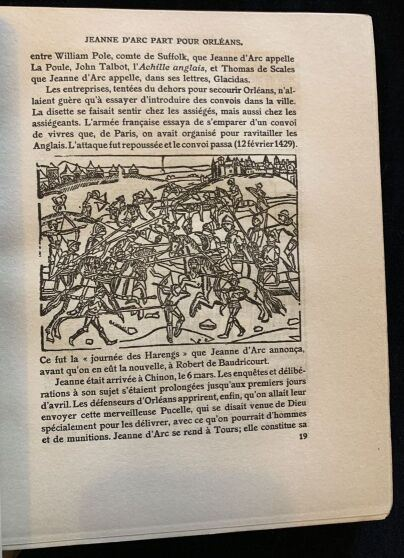 JEANNE D'ARC PART POUR ORLÉANS.
entre William Pole, comte de Suffolk, que Jeanne d'Arc appelle
La Poule, John Talbot, l'Achille anglais, et Thomas de Scales
que Jeanne d'Arc appelle, dans ses lettres, Glacidas.
Les entreprises, tentées du dehors pour secourir Orléans, n'al-
laient guère qu'à essayer d'introduire des convois dans la ville.
La disette se faisait sentir chez les assiégés, mais aussi chez les
assiégeants. L'armée française essaya de s'emparer d'un convoi
de vivres que, de Paris, on avait organisé pour ravitailler les
Anglais. L'attaque fut repoussée et le convoi passa (12 février 1429).
Ce fut la « journée des Harengs » que Jeanne d'Arc annonça,
avant qu'on en eût la nouvelle, à Robert de Baudricourt.
Jeanne était arrivée à Chinon, le 6 mars. Les enquêtes et délibé-
rations à son sujet s'étaient prolongées jusqu'aux premiers jours
d'avril. Les défenseurs d'Orléans apprirent, enfin, qu'on allait leur
envoyer cette merveilleuse Pucelle, qui se disait venue de Dieu
spécialement pour les délivrer, avec ce qu'on pourrait d'hommes
et de munitions. Jeanne d'Arc se rend à Tours; elle constitue sa
19